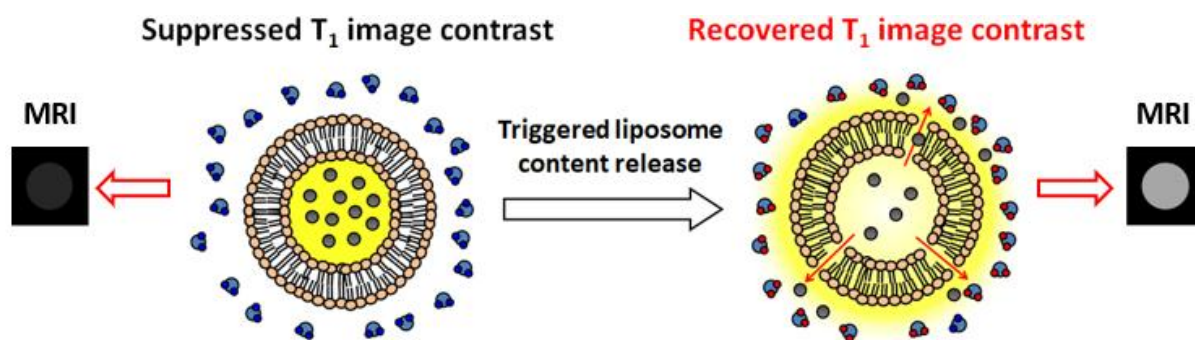 Suppressed T₁ image contrast
Recovered T₁ image contrast
MRI
Triggered liposome
content release
MRI